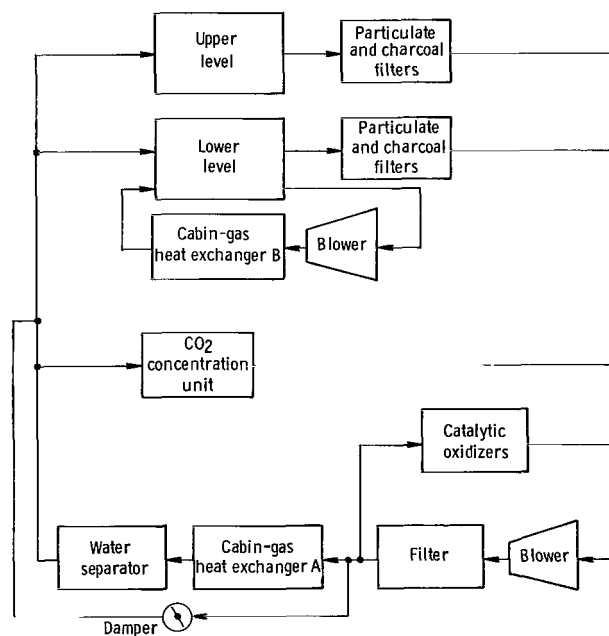 Upper
level
Particulate
and charcoal
filters
Lower
level
Particulate
and charcoal
filters
Cabin-gas
heat exchanger B
Blower
CO2
concentration
unit
Catalytic
oxidizers
Water
separator
Cabin-gas
heat exchanger A
Filter
Blower
Damper